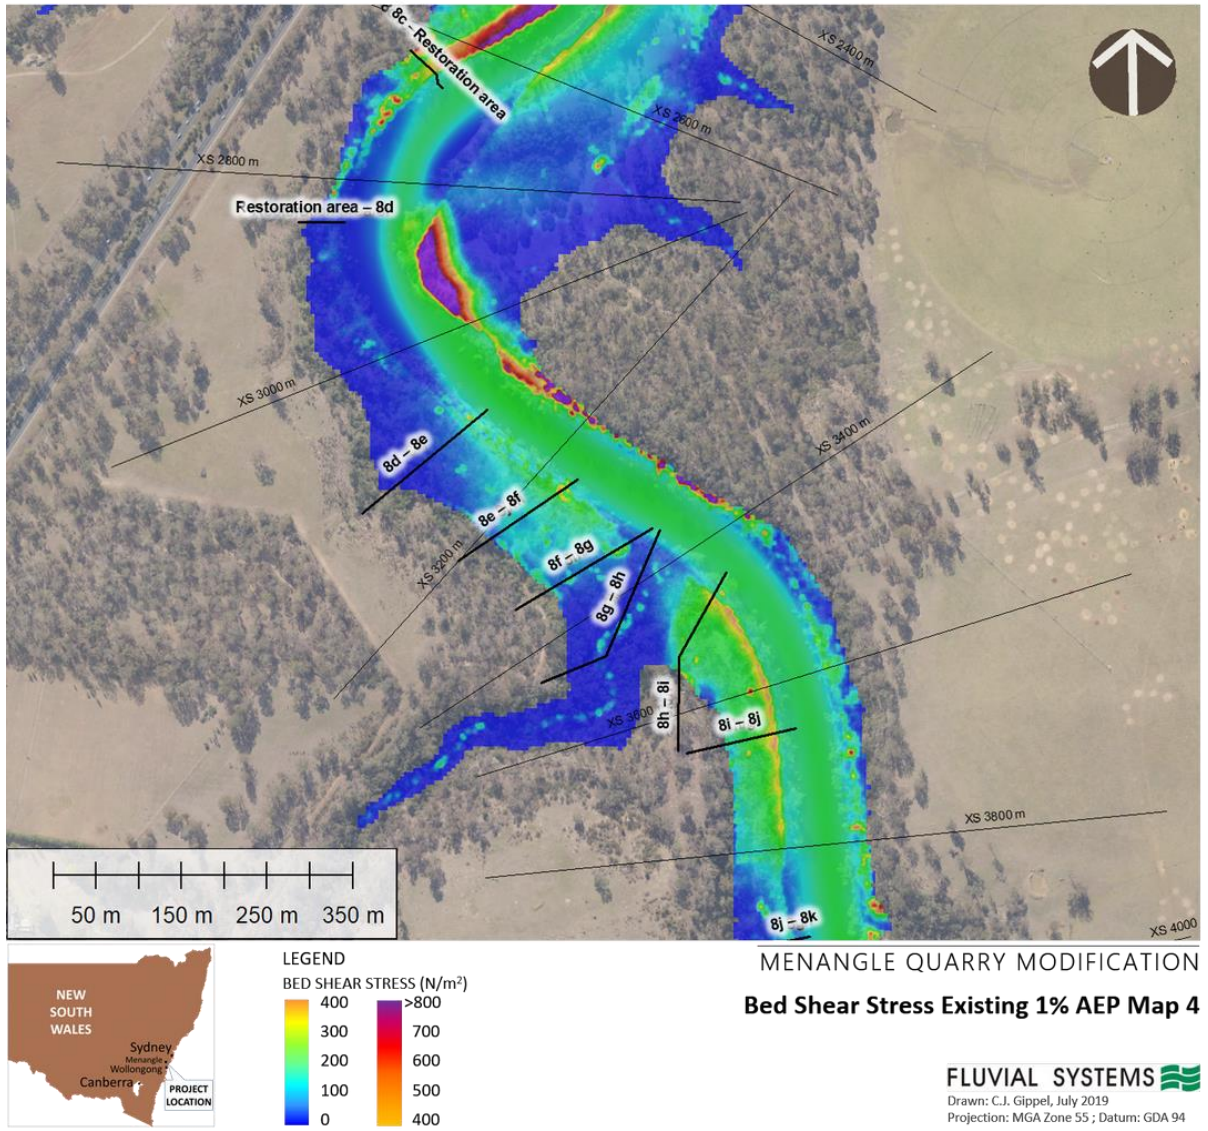 8 8c - Restoration area
XS 2400 m
XS 2600 m
XS 2800 m
Restoration area – 8d
XS 3000 m
XS 3400 m
8d – 8e
8e – 8f
XS 3200 m
8f – 8g
8g – 8h
8h – 8i
XS 3600 m
8i – 8j
XS 3800 m
8j – 8k
XS 4000
50 m 150 m 250 m 350 m
NEW
SOUTH
WALES
Sydney
Menangle
Wollongong
Canberra
PROJECT
LOCATION
LEGEND
BED SHEAR STRESS (N/m²)
400 >800
300 700
200 600
100 500
0 400
MENANGLE QUARRY MODIFICATION
Bed Shear Stress Existing 1% AEP Map 4
FLUVIAL SYSTEMS
Drawn: C.J. Gippel, July 2019
Projection: MGA Zone 55 ; Datum: GDA 94